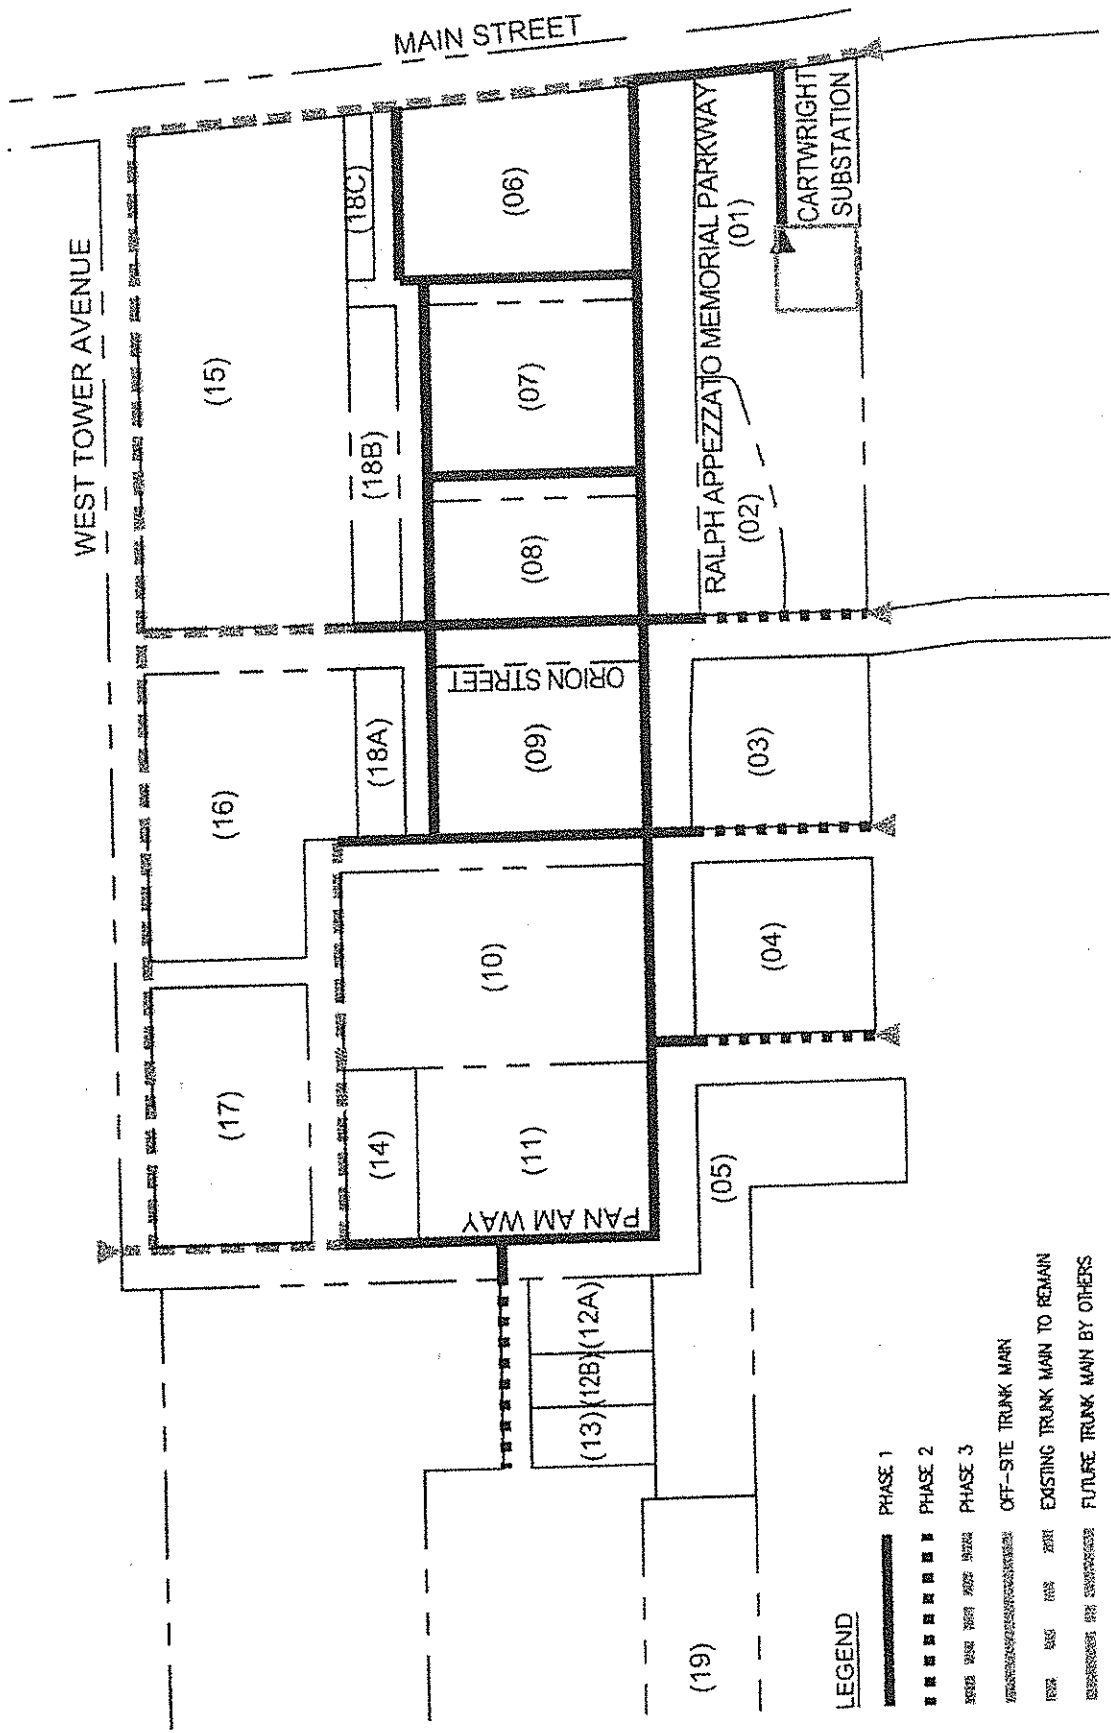 MAIN STREET
WEST TOWER AVENUE
(15)
(18C)
(06)
(18B)
(07)
(08)
RALPH APPEZZATO MEMORIAL PARKWAY
(01)
(02)
CARTWRIGHT
SUBSTATION
(16)
(18A)
(09)
ORION STREET
(03)
(10)
(04)
(17)
(14)
(11)
PAN AM WAY
(05)
(12A)
(12B)
(13)
(19)
LEGEND
PHASE 1
PHASE 2
PHASE 3
OFF-SITE TRUNK MAIN
EXISTING TRUNK MAIN TO REMAIN
FUTURE TRUNK MAIN BY OTHERS